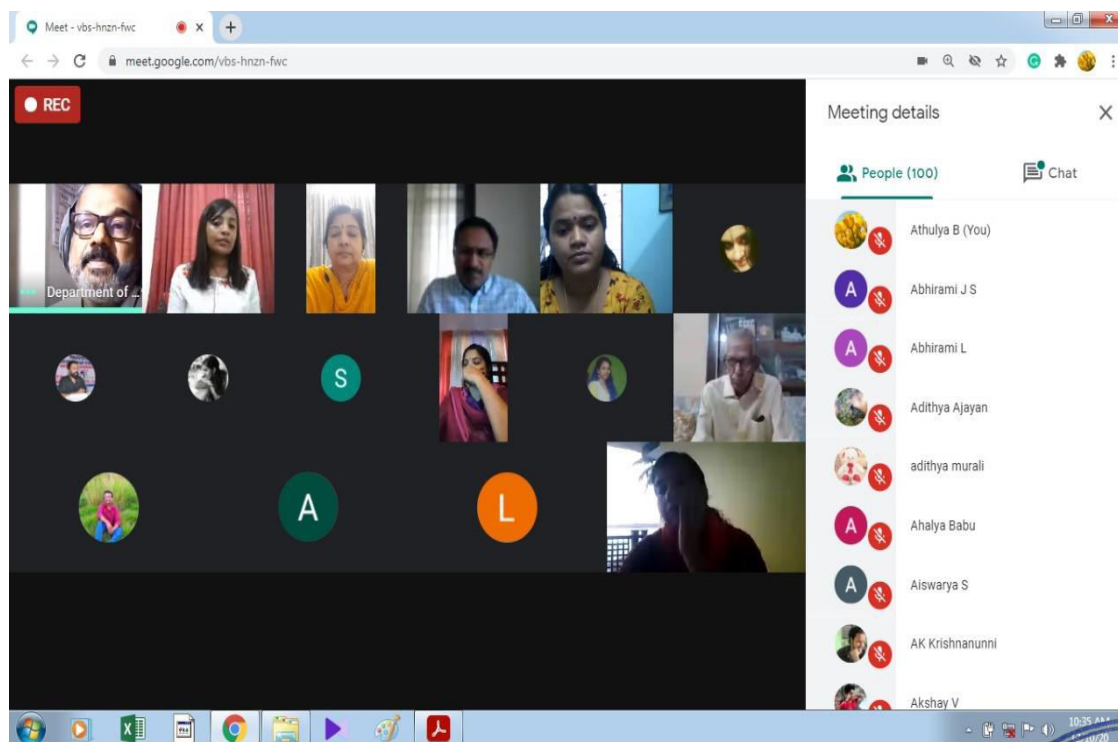 Meet - vbs-hnzn-fwc
meet.google.com/vbs-hnzn-fwc
REC
Department of ...
S
A
L
Meeting details
People (100)
Chat
Athulya B (You)
A
Abhirami J S
A
Abhirami L
Adithya Ajayan
adithya murali
A
Ahalya Babu
A
Aiswarya S
AK Krishnanunni
Akshay V
10:35 AM